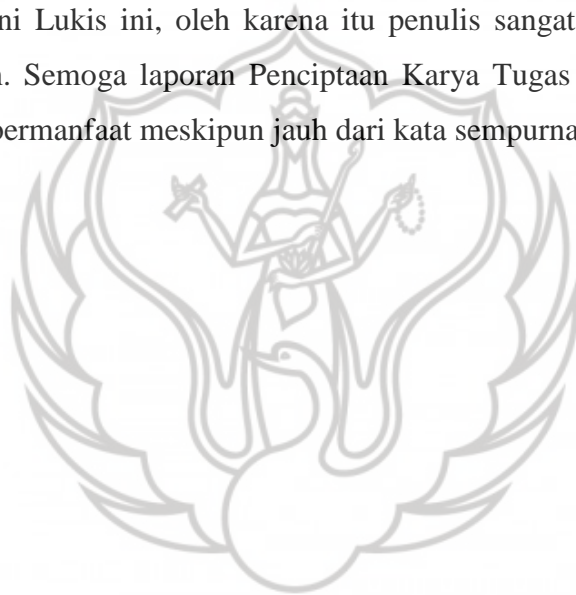 ni Lukis ini, oleh karena itu penulis sangat
. Semoga laporan Penciptaan Karya Tugas
bermanfaat meskipun jauh dari kata sempurna